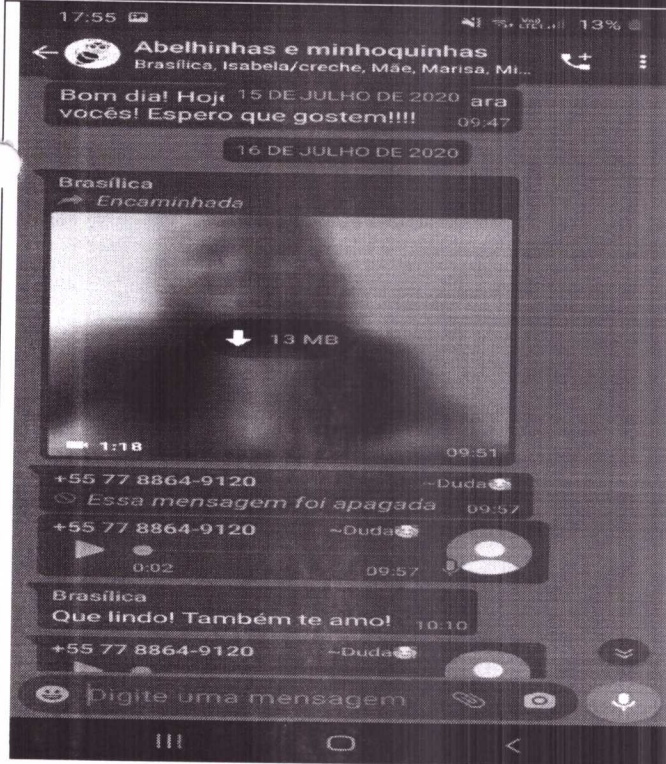 17:55
13%
Abelhinhas e minhoquinhas
Brasílica, Isabela/creche, Mãe, Marisa, Mi...
Bom dia! Hoje 15 DE JULHO DE 2020 ara
vocês! Espero que gostem!!!! 09:47
16 DE JULHO DE 2020
Brasílica
Encaminhada
13 MB
1:18 09:51
+55 77 8864-9120 ~Duda
Essa mensagem foi apagada 09:57
+55 77 8864-9120 ~Duda
0:02 09:57
Brasílica
Que lindo! Também te amo! 10:10
+55 77 8864-9120 ~Duda
Digite uma mensagem